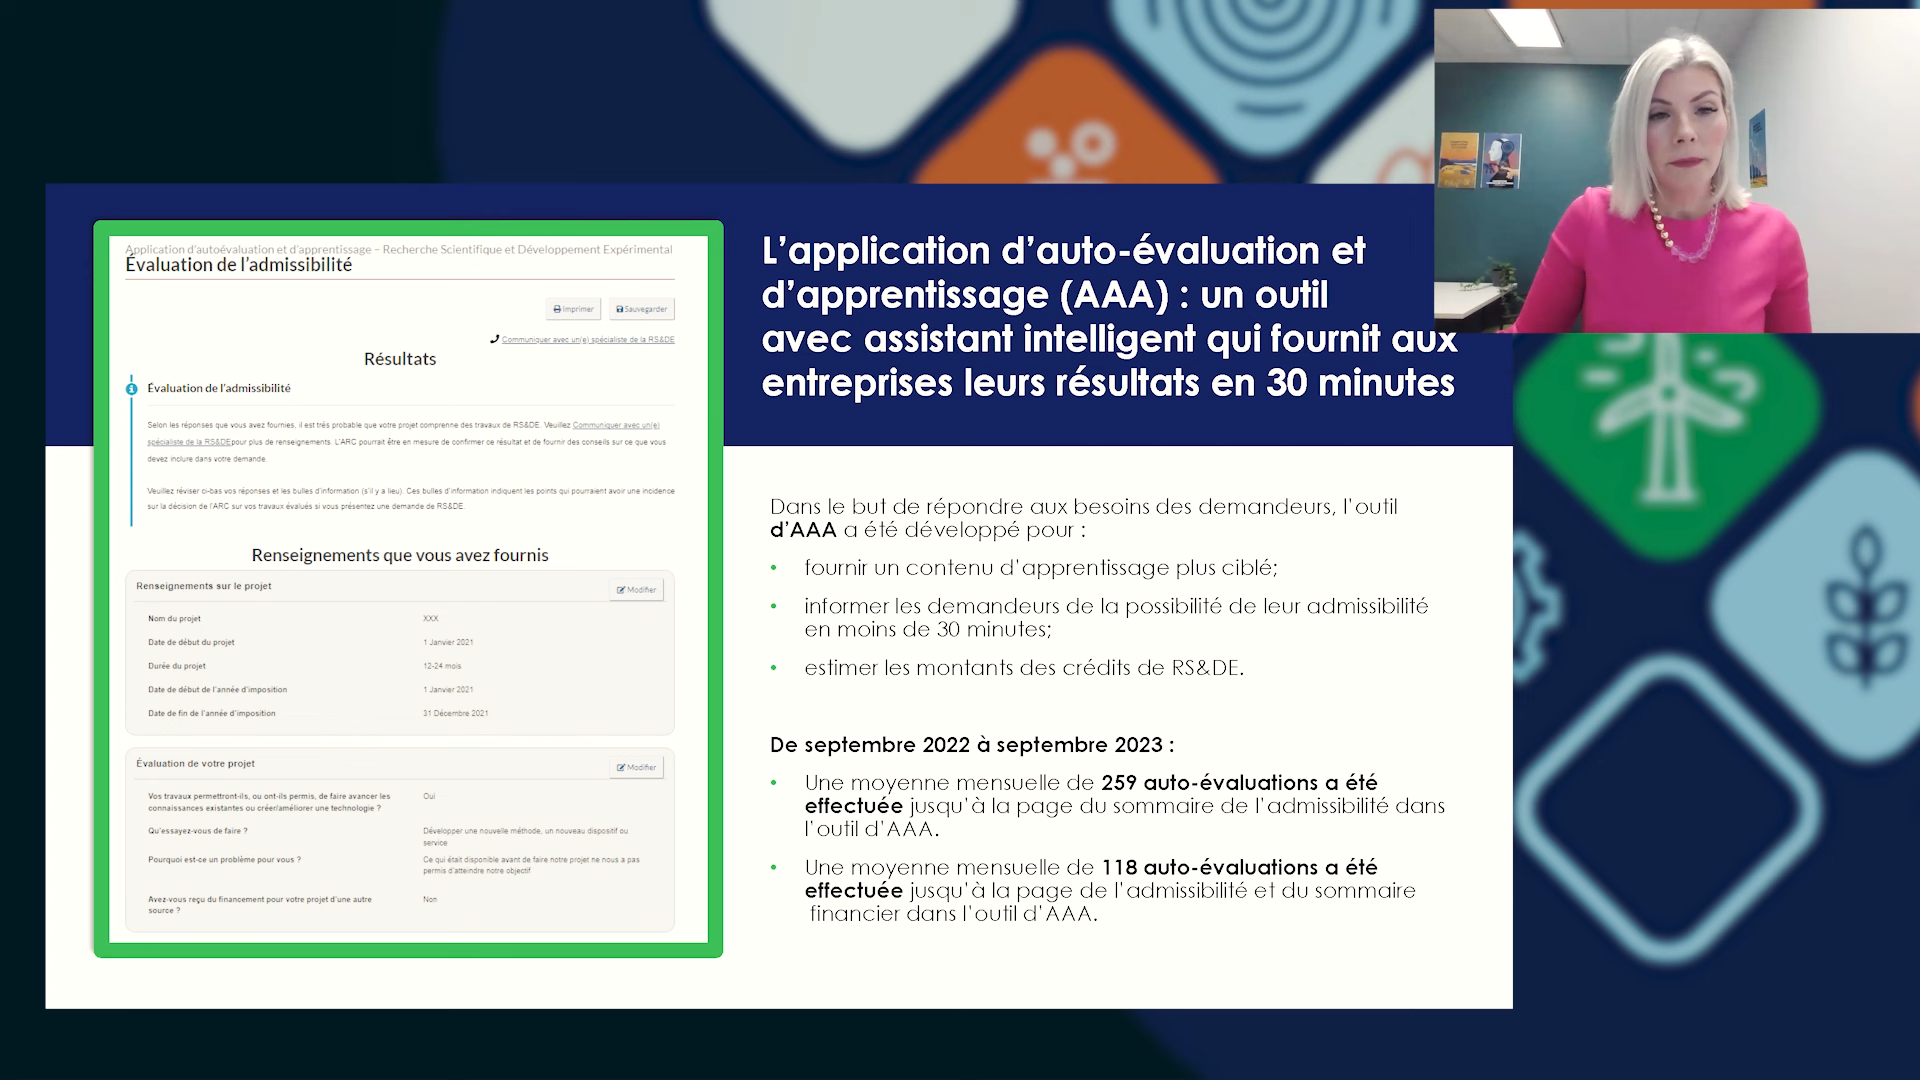 Application d'autoévaluation et d'apprentissage – Recherche Scientifique et Développement Expérimental
Évaluation de l'admissibilité
Imprimer
Sauvegarder
Communiquer avec un(e) spécialiste de la RS&DE
Résultats
Évaluation de l'admissibilité
Selon les réponses que vous avez fournies, il est très probable que votre projet comprenne des travaux de RS&DE. Veuillez Communiquer avec un(e)
spécialiste de la RS&DEpour plus de renseignements. L'ARC pourrait être en mesure de confirmer ce résultat et de fournir des conseils sur ce que vous
devez inclure dans votre demande.
Veuillez réviser ci-bas vos réponses et les bulles d'information (s'il y a lieu). Ces bulles d'information indiquent les points qui pourraient avoir une incidence
sur la décision de l'ARC sur vos travaux évalués si vous présentez une demande de RS&DE.
Renseignements que vous avez fournis
Renseignements sur le projet
Modifier
Nom du projet XXX
Date de début du projet 1 Janvier 2021
Durée du projet 12-24 mois
Date de début de l'année d'imposition 1 Janvier 2021
Date de fin de l'année d'imposition 31 Décembre 2021
Évaluation de votre projet
Modifier
Vos travaux permettront-ils, ou ont-ils permis, de faire avancer les
connaissances existantes ou créer/améliorer une technologie ?
Oui
Qu'essayez-vous de faire ?
Développer une nouvelle méthode, un nouveau dispositif ou
service
Pourquoi est-ce un problème pour vous ?
Ce qui était disponible avant de faire notre projet ne nous a pas
permis d'atteindre notre objectif
Avez-vous reçu du financement pour votre projet d'une autre
source ?
Non
L'application d'auto-évaluation et
d'apprentissage (AAA) : un outil
avec assistant intelligent qui fournit aux
entreprises leurs résultats en 30 minutes
Dans le but de répondre aux besoins des demandeurs, l'outil
d'AAA a été développé pour :
• fournir un contenu d'apprentissage plus ciblé;
• informer les demandeurs de la possibilité de leur admissibilité
en moins de 30 minutes;
• estimer les montants des crédits de RS&DE.
De septembre 2022 à septembre 2023 :
• Une moyenne mensuelle de 259 auto-évaluations a été
effectuée jusqu'à la page du sommaire de l'admissibilité dans
l'outil d'AAA.
• Une moyenne mensuelle de 118 auto-évaluations a été
effectuée jusqu'à la page de l'admissibilité et du sommaire
financier dans l'outil d'AAA.